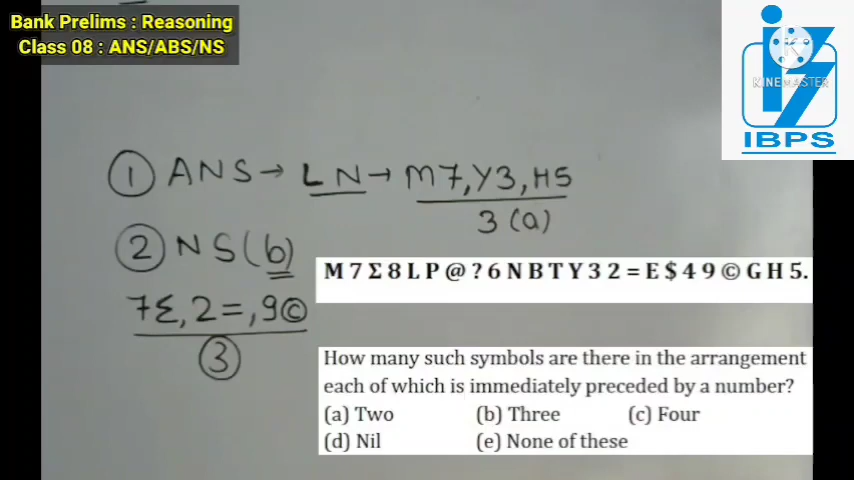 Bank Prelims : Reasoning
Class 08 : ANS/ABS/NS
KINEMASTER
IBPS
① ANS → LN → M7, Y3, H5
3 (a)
② NS (b)
7Σ, 2=, 9©
③
M 7 Σ 8 L P @ ? 6 N B T Y 3 2 = E $ 4 9 © G H 5.
How many such symbols are there in the arrangement
each of which is immediately preceded by a number?
(a) Two (b) Three (c) Four
(d) Nil (e) None of these